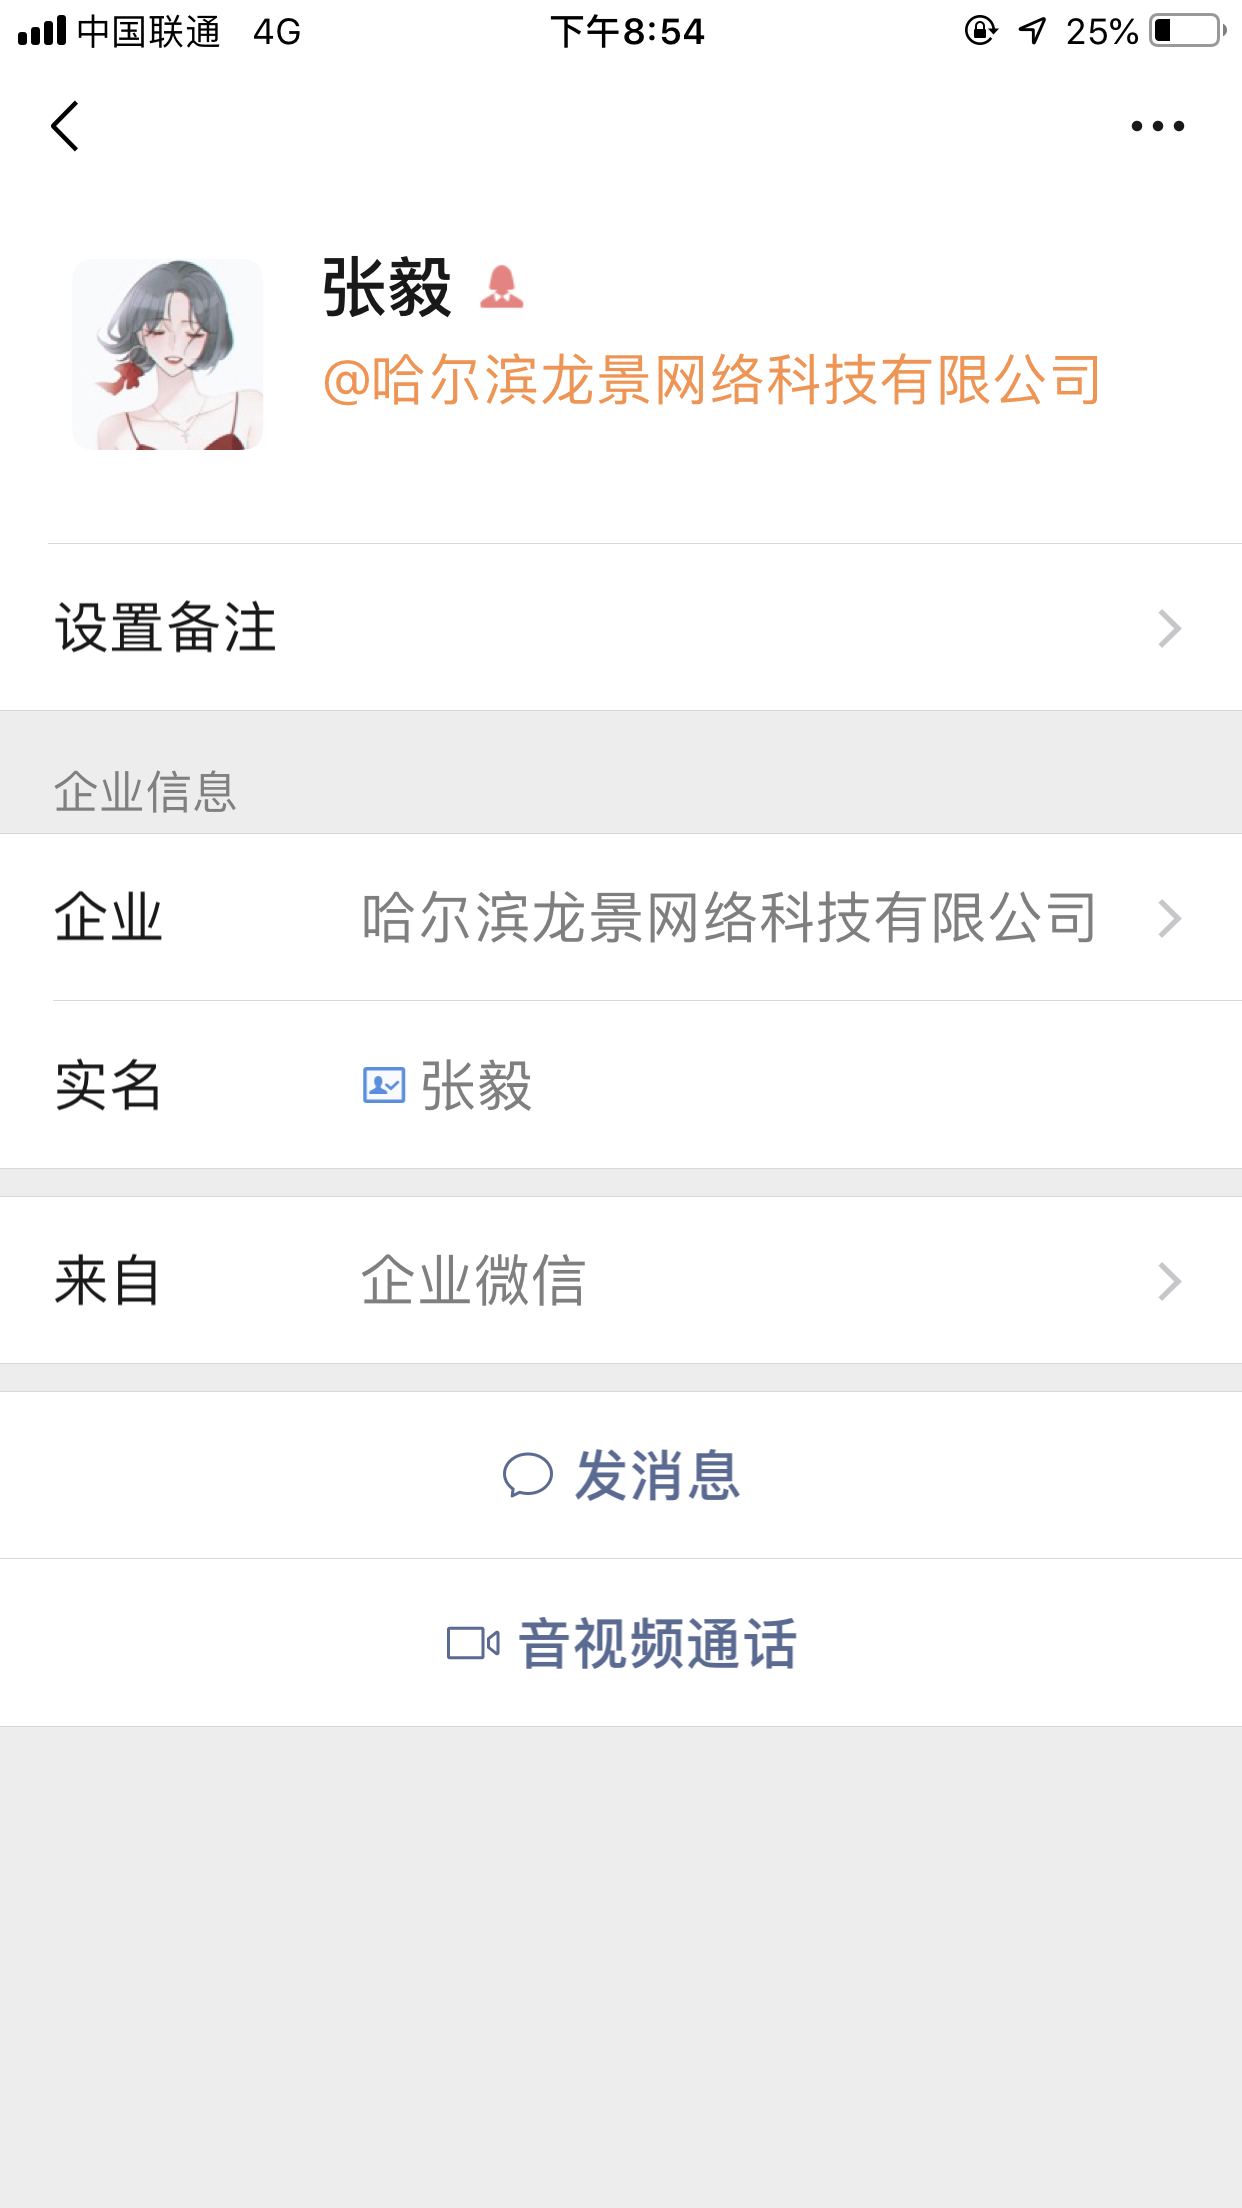 中国联通 4G 下午8:54 25%
张毅
@哈尔滨龙景网络科技有限公司
设置备注
企业信息
企业 哈尔滨龙景网络科技有限公司
实名 张毅
来自 企业微信
发消息
音视频通话